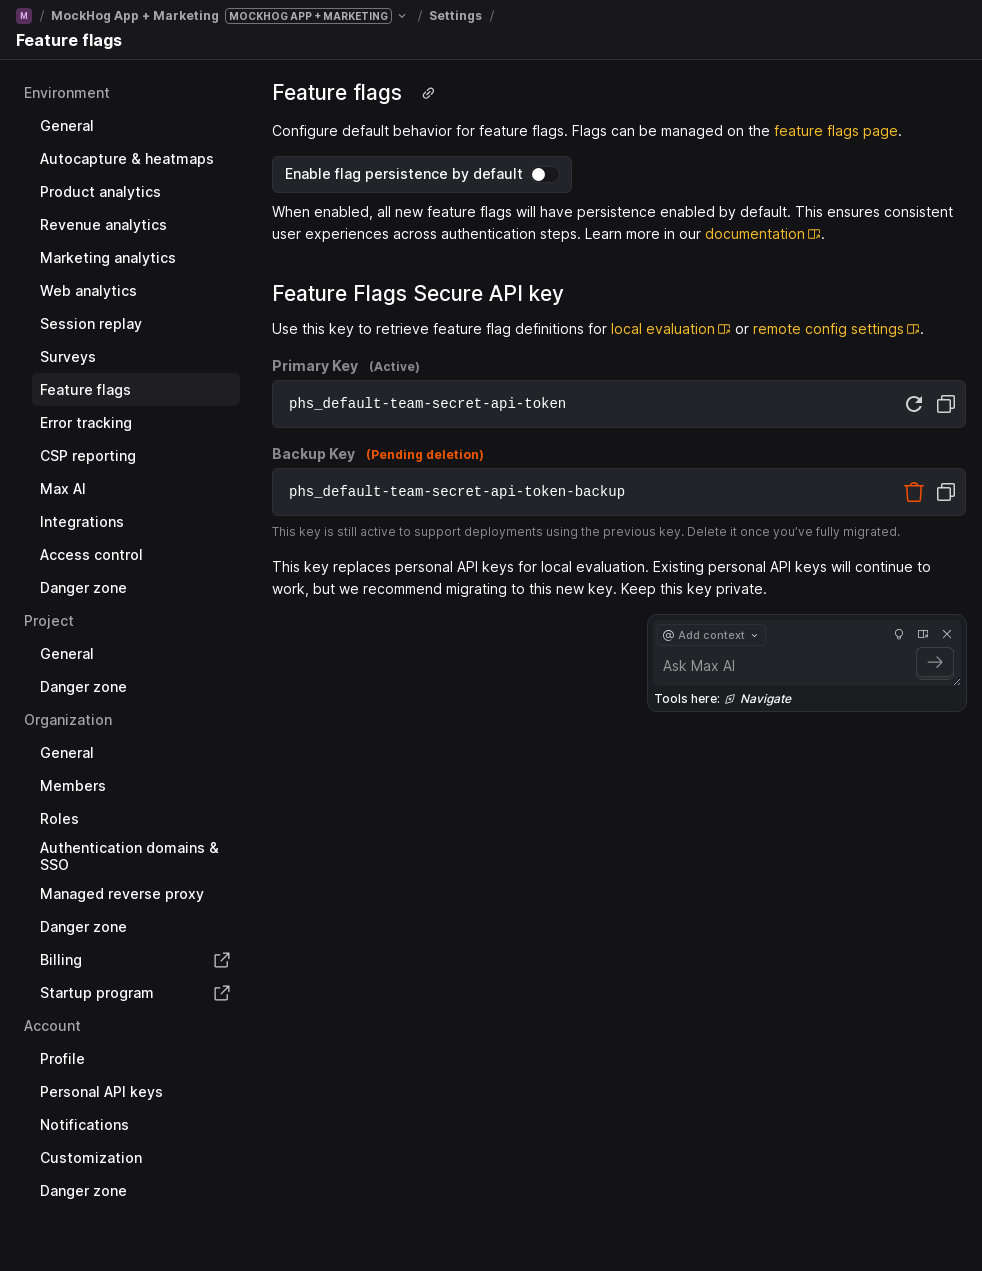 M / MockHog App + Marketing MOCKHOG APP + MARKETING / Settings /
Feature flags
Environment
General
Autocapture & heatmaps
Product analytics
Revenue analytics
Marketing analytics
Web analytics
Session replay
Surveys
Feature flags
Error tracking
CSP reporting
Max AI
Integrations
Access control
Danger zone
Project
General
Danger zone
Organization
General
Members
Roles
Authentication domains &
SSO
Managed reverse proxy
Danger zone
Billing
Startup program
Account
Profile
Personal API keys
Notifications
Customization
Danger zone
Feature flags
Configure default behavior for feature flags. Flags can be managed on the feature flags page.
Enable flag persistence by default
When enabled, all new feature flags will have persistence enabled by default. This ensures consistent
user experiences across authentication steps. Learn more in our documentation.
Feature Flags Secure API key
Use this key to retrieve feature flag definitions for local evaluation or remote config settings.
Primary Key (Active)
phs_default-team-secret-api-token
Backup Key (Pending deletion)
phs_default-team-secret-api-token-backup
This key is still active to support deployments using the previous key. Delete it once you’ve fully migrated.
This key replaces personal API keys for local evaluation. Existing personal API keys will continue to
work, but we recommend migrating to this new key. Keep this key private.
@ Add context
Ask Max AI
Tools here: Navigate